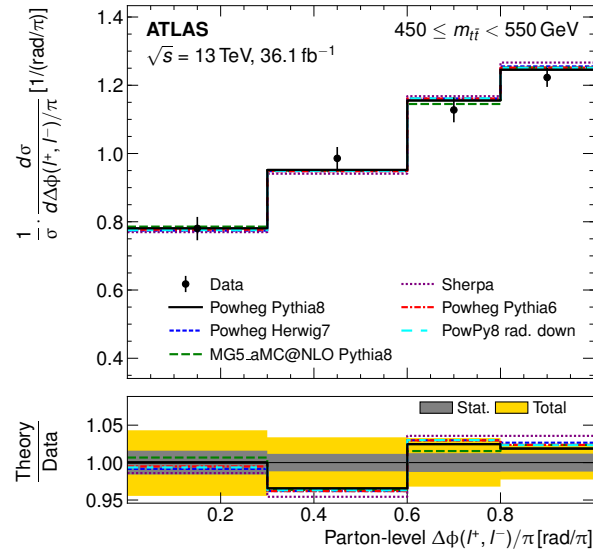 ATLAS
√s = 13 TeV, 36.1 fb⁻¹
450 ≤ m_{tt̄} < 550 GeV
1/σ · dσ/dΔϕ(l⁺, l⁻)/π [1/(rad/π)]
1.4
1.2
1.0
0.8
0.6
0.4
Data
Powheg Pythia8
Powheg Herwig7
MG5_aMC@NLO Pythia8
Sherpa
Powheg Pythia6
PowPy8 rad. down
Theory/Data
1.05
1.00
0.95
Stat.
Total
0.2 0.4 0.6 0.8 1.0
Parton-level Δϕ(l⁺, l⁻)/π [rad/π]